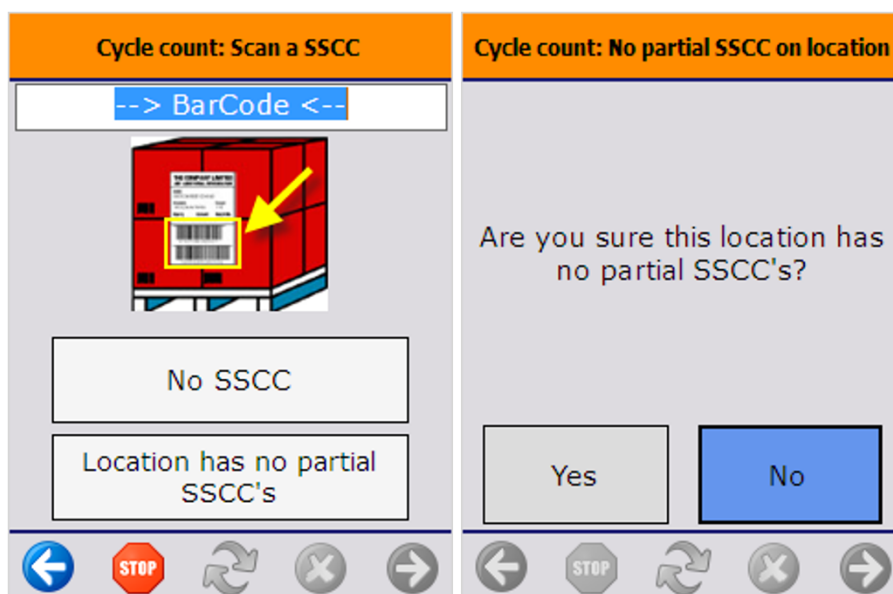 Cycle count: Scan a SSCC
--> BarCode <--
No SSCC
Location has no partial
SSCC's
STOP
Cycle count: No partial SSCC on location
Are you sure this location has
no partial SSCC's?
Yes
No
STOP